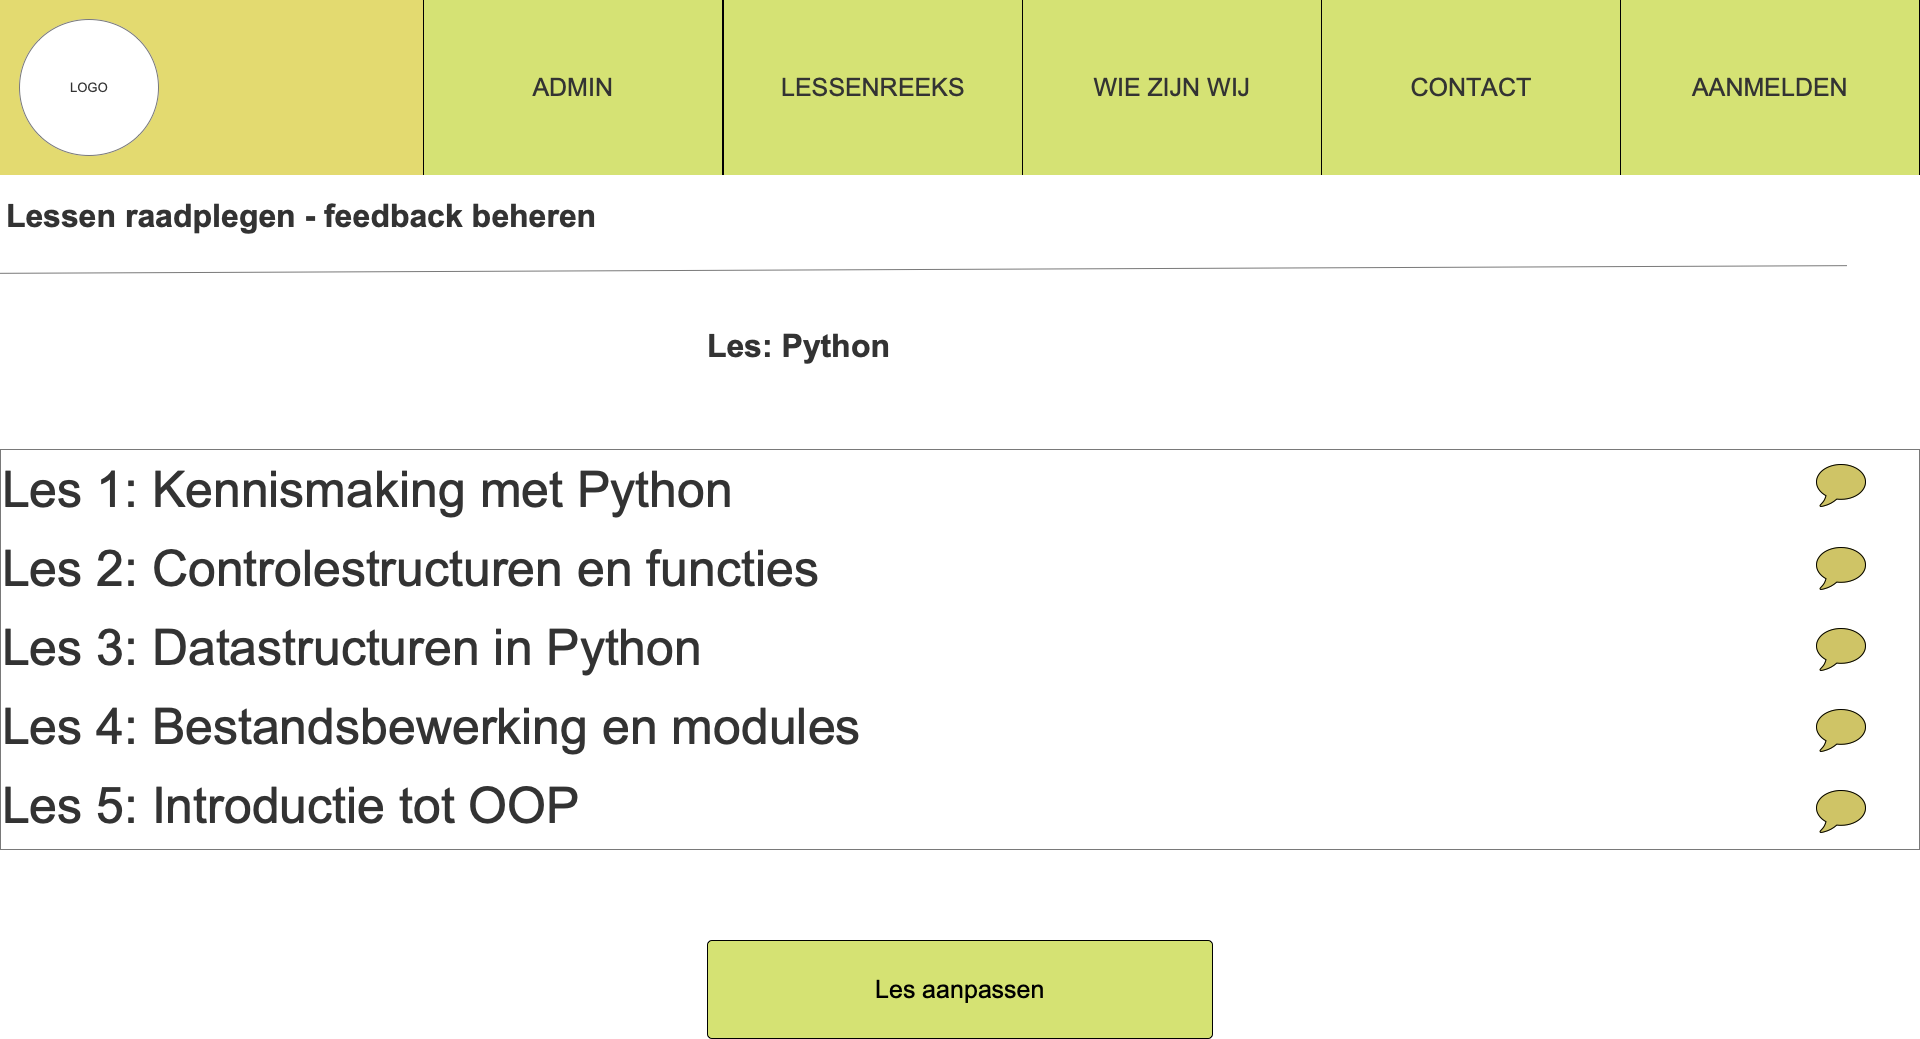 LOGO
ADMIN
LESSENREEKS
WIE ZIJN WIJ
CONTACT
AANMELDEN
Lessen raadplegen - feedback beheren
Les: Python
Les 1: Kennismaking met Python
Les 2: Controlestructuren en functies
Les 3: Datastructuren in Python
Les 4: Bestandsbewerking en modules
Les 5: Introductie tot OOP
Les aanpassen